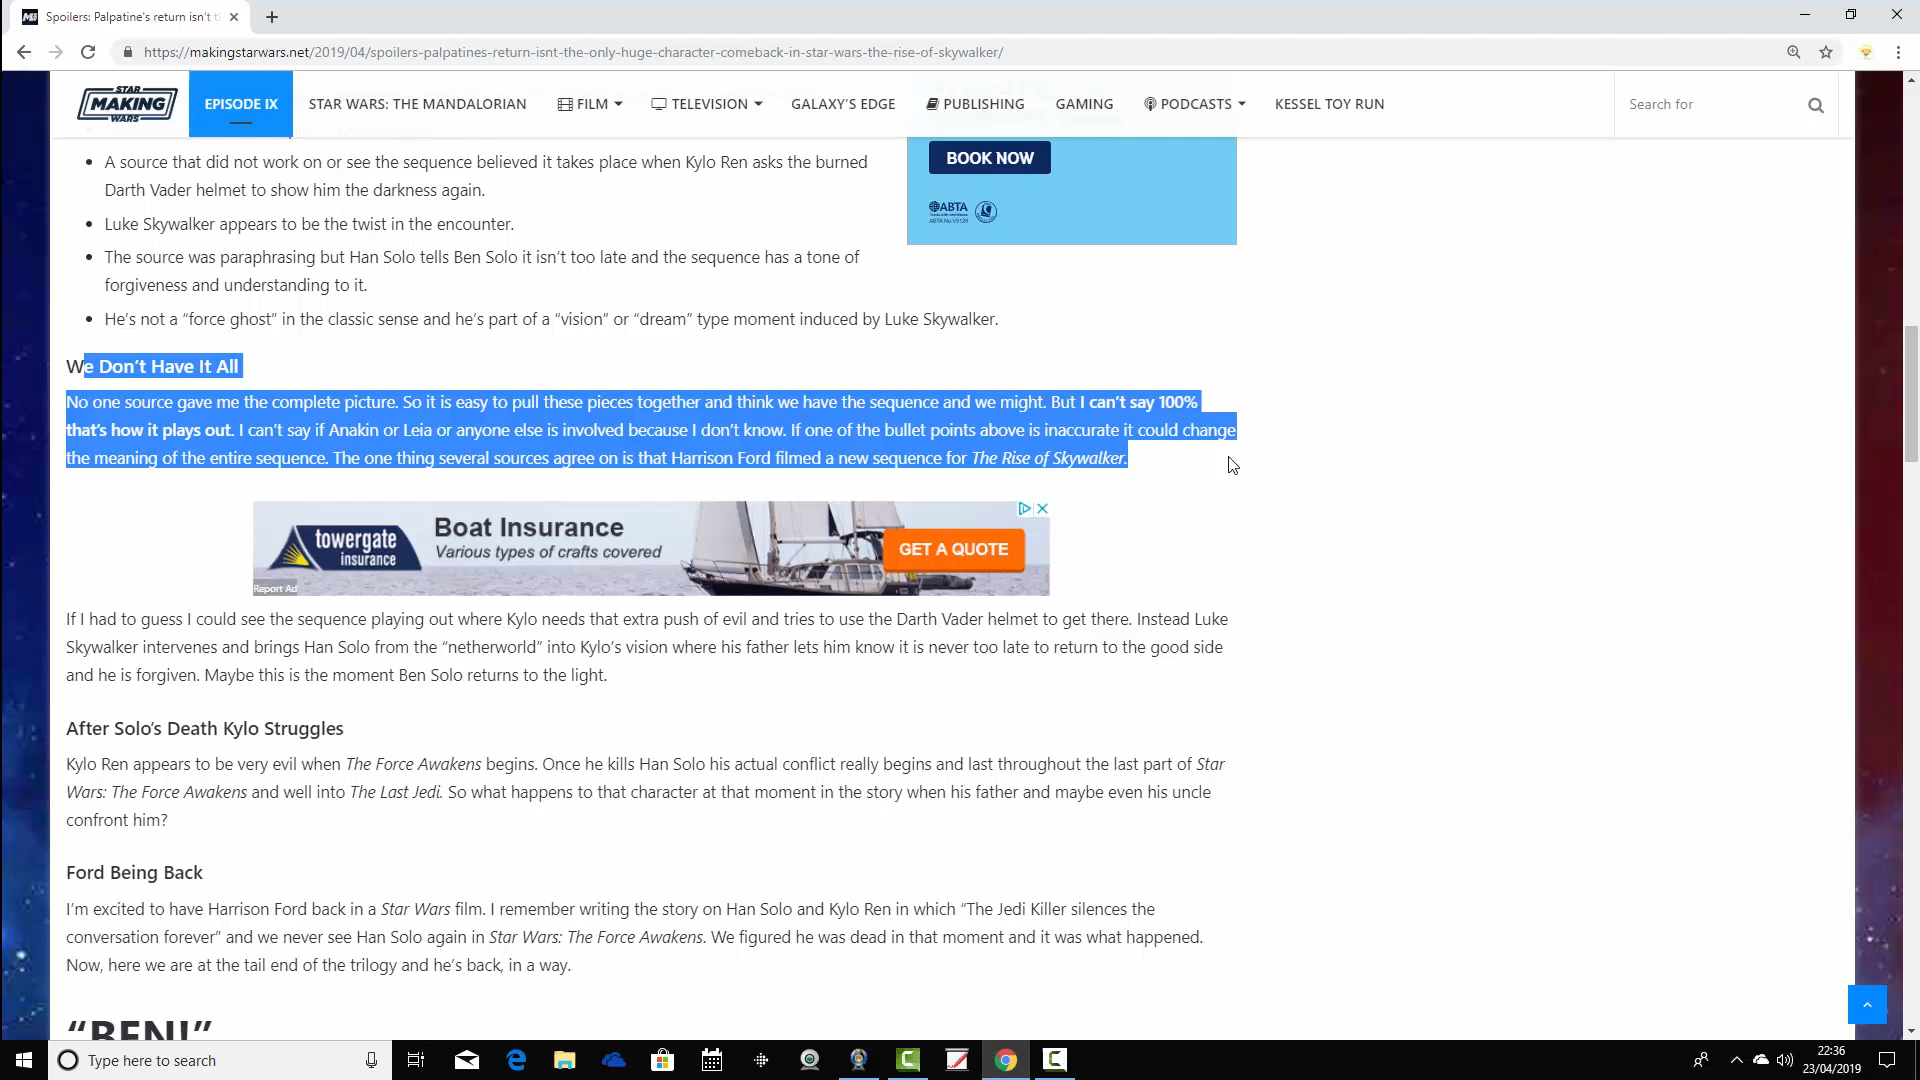 Spoilers: Palpatine's return isn't t
https://makingstarwars.net/2019/04/spoilers-palpatines-return-isnt-the-only-huge-character-comeback-in-star-wars-the-rise-of-skywalker/
STAR
MAKING
WARS
EPISODE IX
STAR WARS: THE MANDALORIAN
FILM
TELEVISION
GALAXY'S EDGE
PUBLISHING
GAMING
PODCASTS
KESSEL TOY RUN
Search for
• A source that did not work on or see the sequence believed it takes place when Kylo Ren asks the burned
Darth Vader helmet to show him the darkness again.
• Luke Skywalker appears to be the twist in the encounter.
• The source was paraphrasing but Han Solo tells Ben Solo it isn't too late and the sequence has a tone of
forgiveness and understanding to it.
• He's not a “force ghost” in the classic sense and he's part of a “vision” or “dream” type moment induced by Luke Skywalker.
BOOK NOW
ABTA
ABTA No.V5128
We Don't Have It All
No one source gave me the complete picture. So it is easy to pull these pieces together and think we have the sequence and we might. But I can't say 100%
that's how it plays out. I can't say if Anakin or Leia or anyone else is involved because I don't know. If one of the bullet points above is inaccurate it could change
the meaning of the entire sequence. The one thing several sources agree on is that Harrison Ford filmed a new sequence for The Rise of Skywalker.
towergate
insurance
Boat Insurance
Various types of crafts covered
GET A QUOTE
Report Ad
If I had to guess I could see the sequence playing out where Kylo needs that extra push of evil and tries to use the Darth Vader helmet to get there. Instead Luke
Skywalker intervenes and brings Han Solo from the “netherworld” into Kylo's vision where his father lets him know it is never too late to return to the good side
and he is forgiven. Maybe this is the moment Ben Solo returns to the light.
After Solo's Death Kylo Struggles
Kylo Ren appears to be very evil when The Force Awakens begins. Once he kills Han Solo his actual conflict really begins and last throughout the last part of Star
Wars: The Force Awakens and well into The Last Jedi. So what happens to that character at that moment in the story when his father and maybe even his uncle
confront him?
Ford Being Back
I'm excited to have Harrison Ford back in a Star Wars film. I remember writing the story on Han Solo and Kylo Ren in which “The Jedi Killer silences the
conversation forever” and we never see Han Solo again in Star Wars: The Force Awakens. We figured he was dead in that moment and it was what happened.
Now, here we are at the tail end of the trilogy and he's back, in a way.
“BEN!”
Type here to search
22:36
23/04/2019